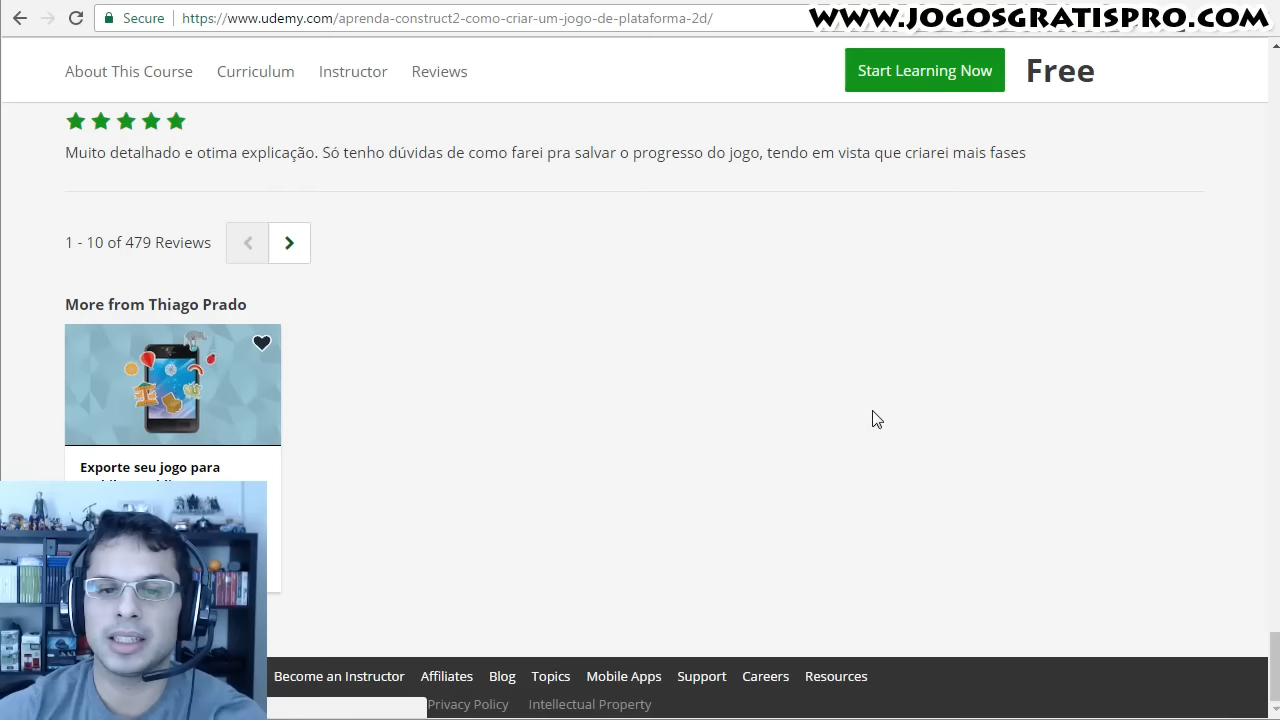 Secure
https://www.udemy.com/aprenda-construct2-como-criar-um-jogo-de-plataforma-2d/
WWW.JOGOSGRATISPRO.COM
About This Course
Curriculum
Instructor
Reviews
Start Learning Now
Free
Muito detalhado e otima explicação. Só tenho dúvidas de como farei pra salvar o progresso do jogo, tendo em vista que criarei mais fases
1 - 10 of 479 Reviews
More from Thiago Prado
Exporte seu jogo para
Become an Instructor
Affiliates
Blog
Topics
Mobile Apps
Support
Careers
Resources
Privacy Policy
Intellectual Property